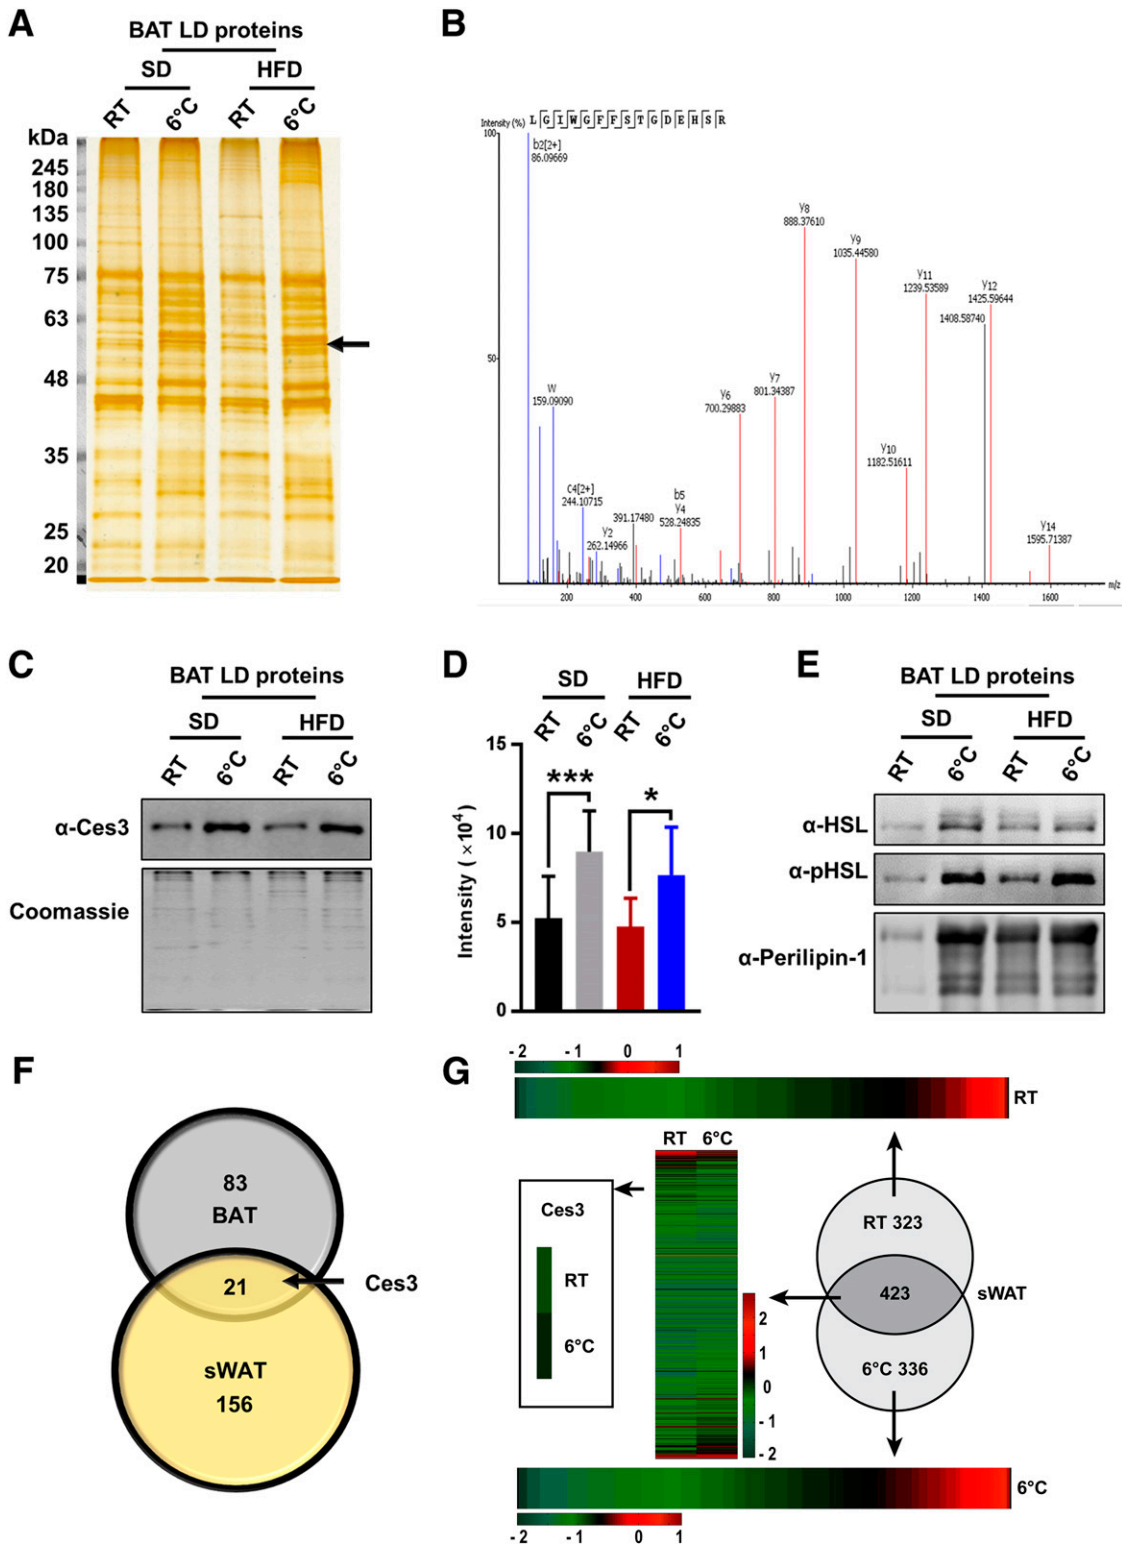 A
BAT LD proteins
SD HFD
RT 6°C RT 6°C
kDa
245
180
135
100
75
63
48
35
25
20
B
L G I W G F F S T G D E H S R
Intensity (%)
100
50
b2[2+]
86.09669
W
159.09090
c4[2+]
244.10715
y2
262.14966
391.17480
b5
y4
528.24835
y6
700.29883
y7
801.34387
y8
888.37610
y9
1035.44580
y10
1182.51611
y11
1239.53589
1408.58740
y12
1425.59644
y14
1595.71387
200 400 600 800 1000 1200 1400 1600
m/z
C
BAT LD proteins
SD HFD
RT 6°C RT 6°C
α-Ces3
Coomassie
D
SD HFD
RT 6°C RT 6°C
Intensity ( ×10⁴)
15
10
5
0
***
*
E
BAT LD proteins
SD HFD
RT 6°C RT 6°C
α-HSL
α-pHSL
α-Perilipin-1
F
83
BAT
21
Ces3
sWAT
156
G
- 2 - 1 0 1
RT
RT 6°C
Ces3
RT
6°C
2
1
0
- 1
- 2
RT 323
423
sWAT
6°C 336
6°C
- 2 - 1 0 1